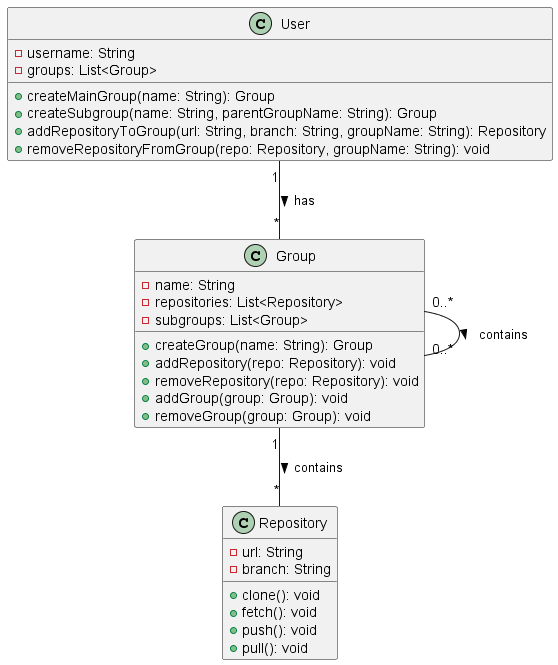 C User
username: String
groups: List<Group>
createMainGroup(name: String): Group
createSubgroup(name: String, parentGroupName: String): Group
addRepositoryToGroup(url: String, branch: String, groupName: String): Repository
removeRepositoryFromGroup(repo: Repository, groupName: String): void
1
has
*
C Group
name: String
repositories: List<Repository>
subgroups: List<Group>
createGroup(name: String): Group
addRepository(repo: Repository): void
removeRepository(repo: Repository): void
addGroup(group: Group): void
removeGroup(group: Group): void
0..*
contains
0..*
1
contains
*
C Repository
url: String
branch: String
clone(): void
fetch(): void
push(): void
pull(): void